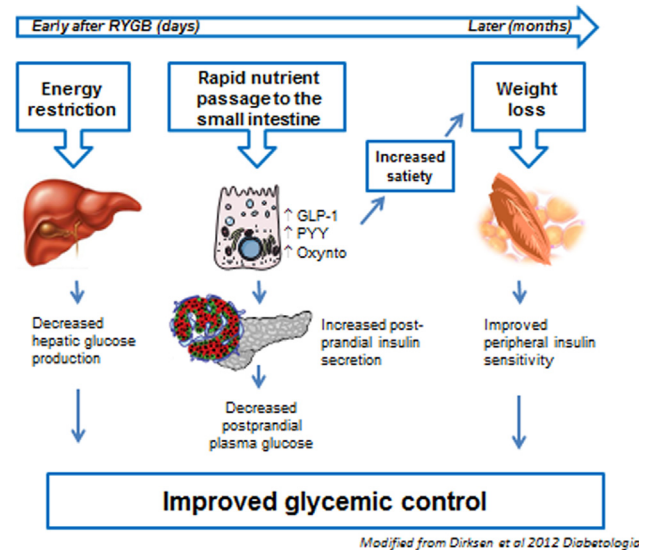 Early after RYGB (days)
Later (months)
Energy
restriction
Rapid nutrient
passage to the
small intestine
Weight
loss
Increased
satiety
↑ GLP-1
↑ PYY
↑ Oxynto
Decreased
hepatic glucose
production
Increased post-
prandial insulin
secretion
Improved
peripheral insulin
sensitivity
Decreased
postprandial
plasma glucose
Improved glycemic control
Modified from Dirksen et al 2012 Diabetologia